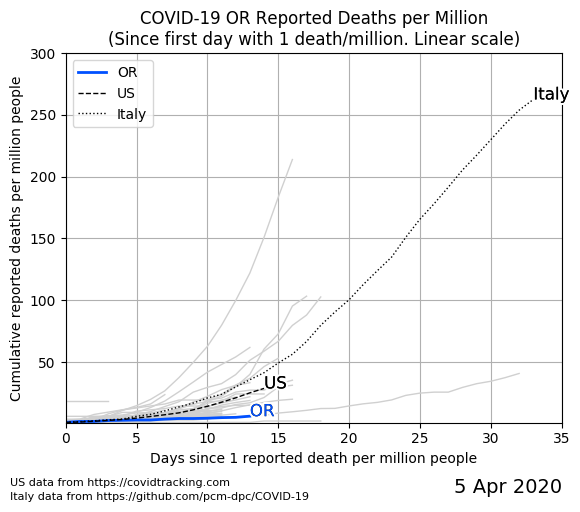 COVID-19 OR Reported Deaths per Million
(Since first day with 1 death/million. Linear scale)
300
250
200
150
100
50
Cumulative reported deaths per million people
OR
US
Italy
Italy
US
OR
0 5 10 15 20 25 30 35
Days since 1 reported death per million people
US data from https://covidtracking.com
Italy data from https://github.com/pcm-dpc/COVID-19
5 Apr 2020